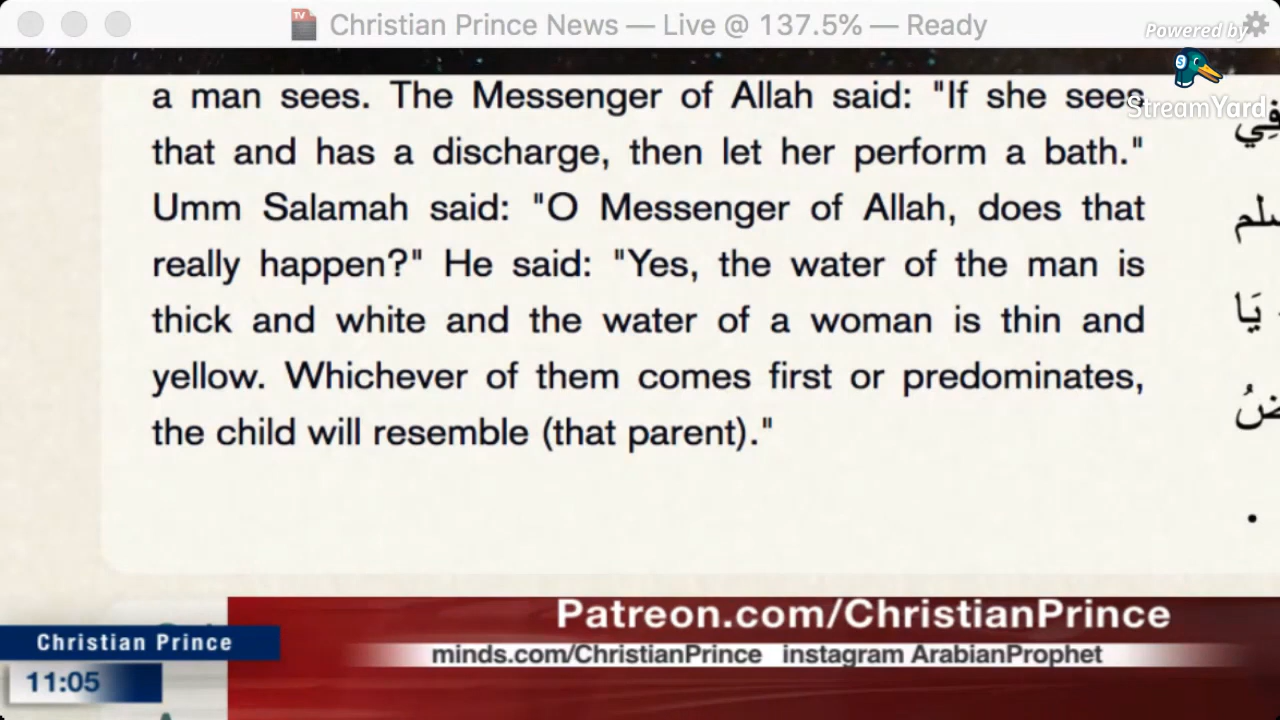 Christian Prince News — Live @ 137.5% — Ready
Powered by
StreamYard
a man sees. The Messenger of Allah said: "If she sees
that and has a discharge, then let her perform a bath."
Umm Salamah said: "O Messenger of Allah, does that
really happen?" He said: "Yes, the water of the man is
thick and white and the water of a woman is thin and
yellow. Whichever of them comes first or predominates,
the child will resemble (that parent)."
فِي
يَا
Patreon.com/ChristianPrince
minds.com/ChristianPrince instagram ArabianProphet
Christian Prince
11:05